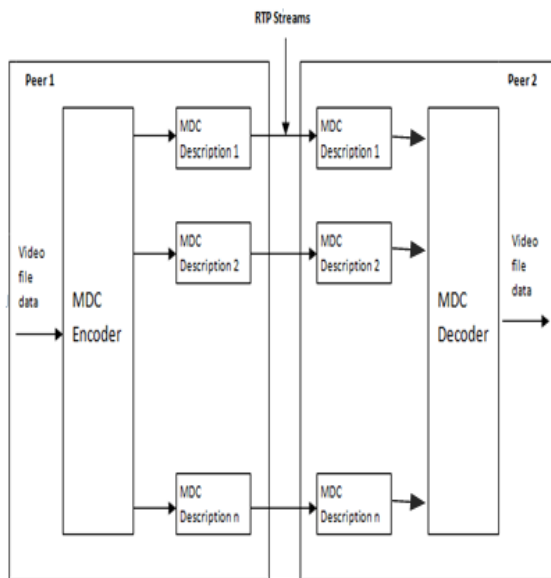 RTP Streams
Peer 1
Peer 2
MDC
Description 1
MDC
Description 1
MDC
Description 2
MDC
Description 2
Video
file
data
MDC
Encoder
MDC
Decoder
Video
file
data
MDC
Description n
MDC
Description n